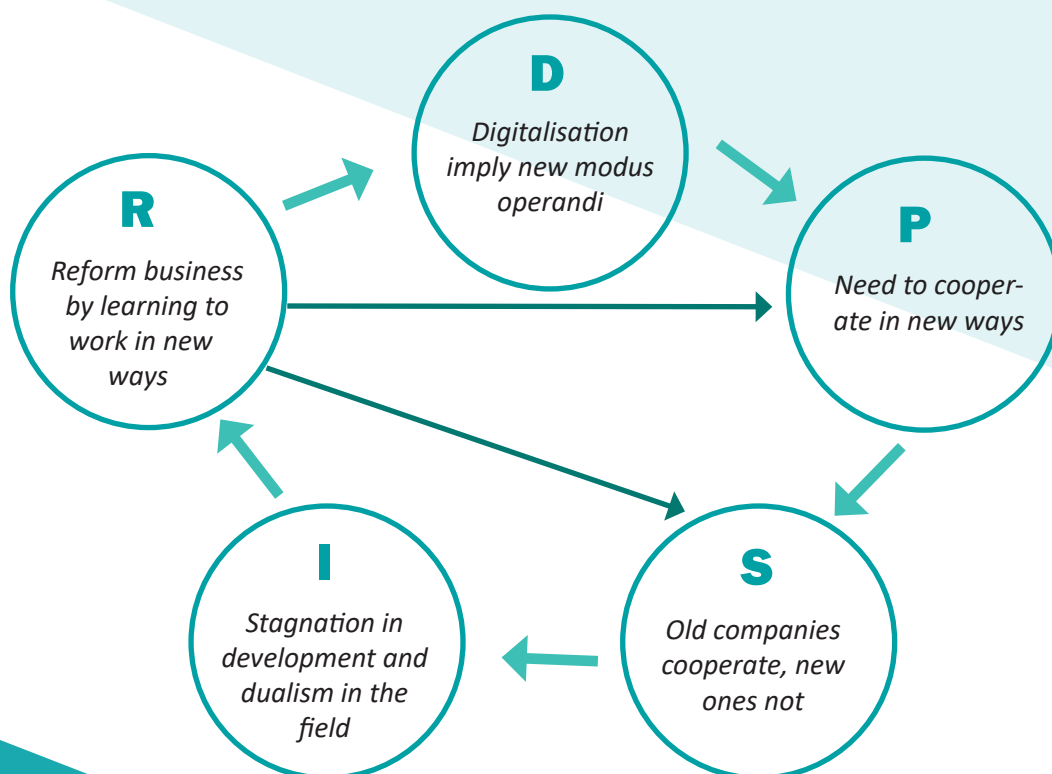 D
Digitalisation
imply new modus
operandi
R
Reform business
by learning to
work in new
ways
P
Need to cooper-
ate in new ways
I
Stagnation in
development and
dualism in the
field
S
Old companies
cooperate, new
ones not